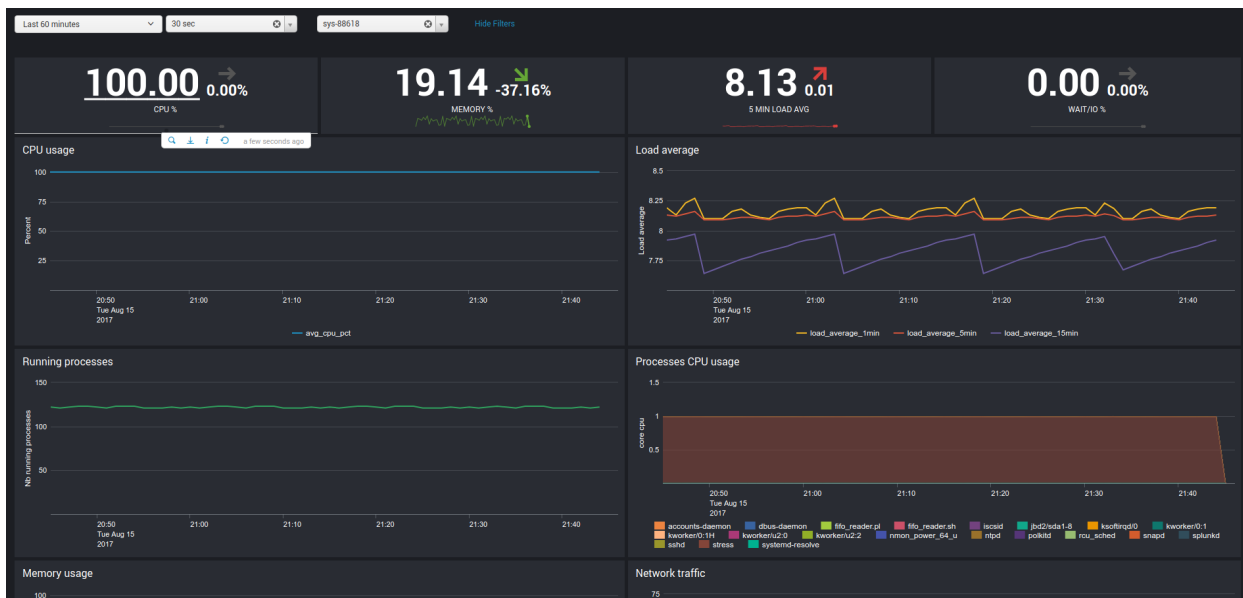 Last 60 minutes 30 sec sys-88618 Hide Filters
100.00 0.00%
CPU %
19.14 -37.16%
MEMORY %
8.13 0.01
5 MIN LOAD AVG
0.00 0.00%
WAIT/IO %
a few seconds ago
CPU usage
100
75
50
25
Percent
20:50 21:00 21:10 21:20 21:30 21:40
Tue Aug 15
2017
avg_cpu_pct
Load average
8.5
8.25
8
7.75
Load average
20:50 21:00 21:10 21:20 21:30 21:40
Tue Aug 15
2017
load_average_1min load_average_5min load_average_15min
Running processes
150
100
50
Nb running processes
20:50 21:00 21:10 21:20 21:30 21:40
Tue Aug 15
2017
Processes CPU usage
1.5
1
0.5
core cpu
20:50 21:00 21:10 21:20 21:30 21:40
Tue Aug 15
2017
accounts-daemon dbus-daemon fifo_reader.pl fifo_reader.sh iscsid jbd2/sda1-8 ksoftirqd/0 kworker/0:1
kworker/0:1H kworker/u2:0 kworker/u2:2 nmon_power_64_u ntpd polkitd rcu_sched snapd splunkd
sshd stress systemd-resolve
Memory usage
100
Network traffic
75